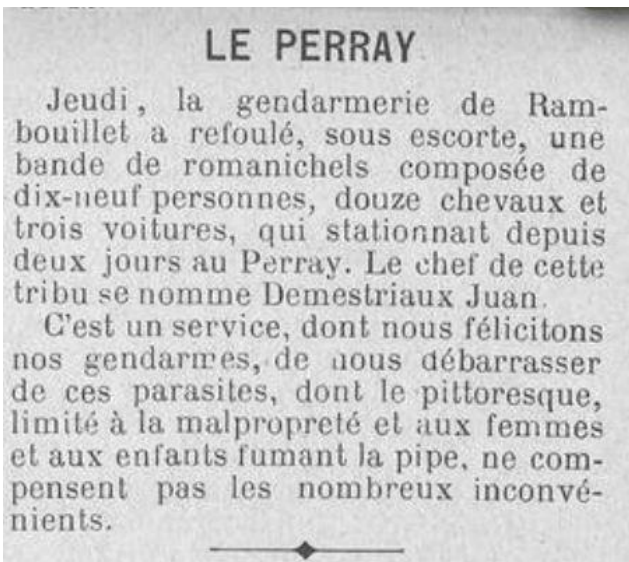 LE PERRAY
Jeudi, la gendarmerie de Ram-
bouillet a refoulé, sous escorte, une
bande de romanichels composée de
dix-neuf personnes, douze chevaux et
trois voitures, qui stationnait depuis
deux jours au Perray. Le chef de cette
tribu se nomme Demestriaux Juan.
C'est un service, dont nous félicitons
nos gendarmes, de nous débarrasser
de ces parasites, dont le pittoresque,
limité à la malpropreté et aux femmes
et aux enfants fumant la pipe, ne com-
pensent pas les nombreux inconvé-
nients.